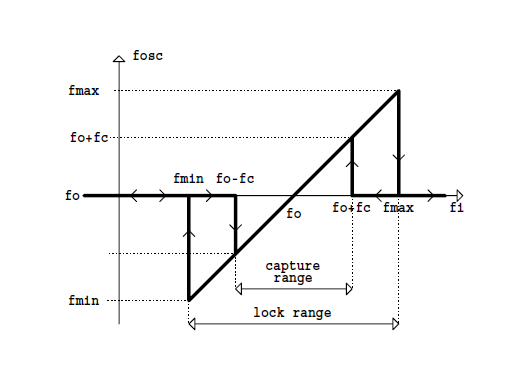 fosc
fmax
fo+fc
fmin fo-fc
fo
fo
fo+fc fmax fi
capture
range
fmin
lock range